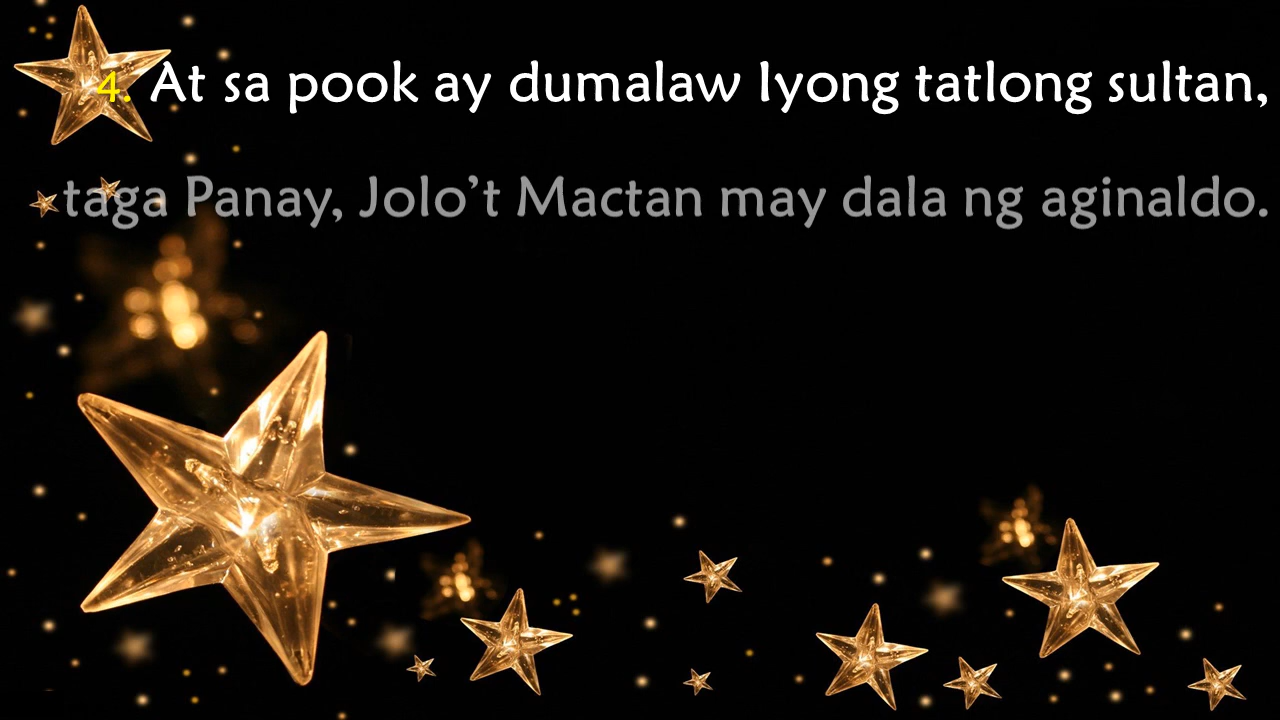 4. At sa pook ay dumalaw Iyong tatlong sultan,
taga Panay, Jolo’t Mactan may dala ng aginaldo.